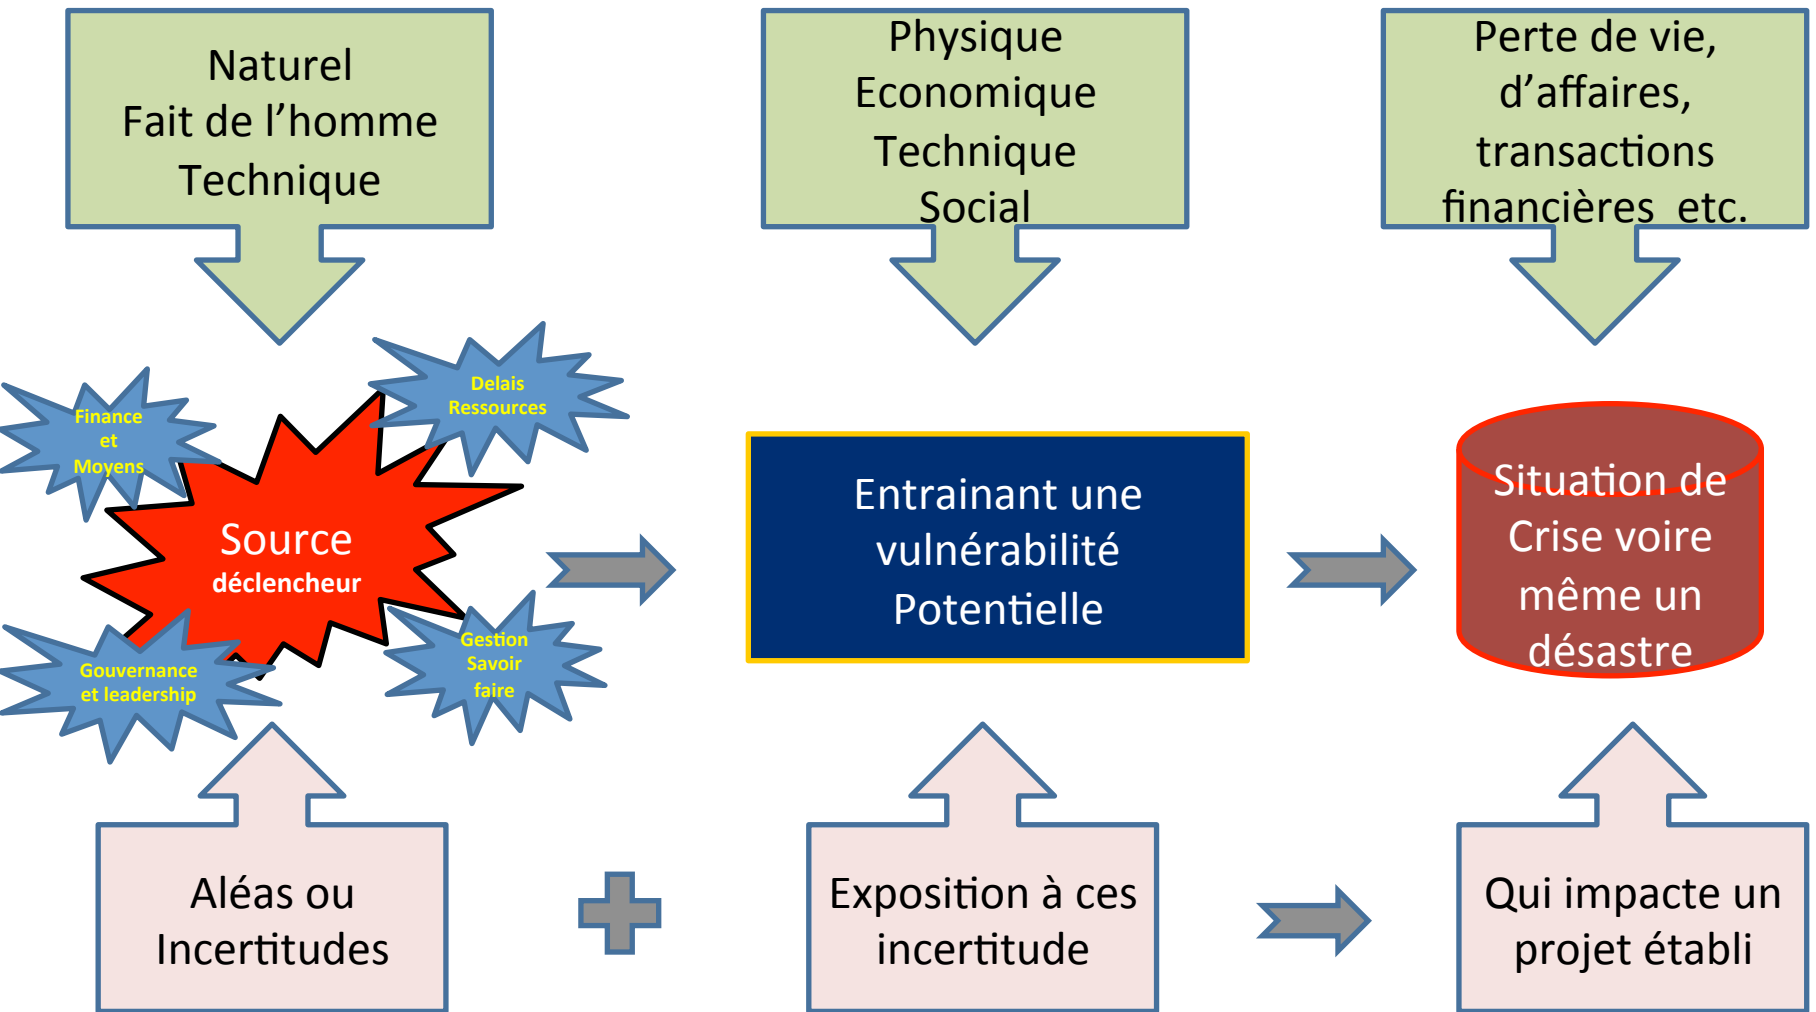 Naturel
Fait de l’homme
Technique
Physique
Economique
Technique
Social
Perte de vie,
d’affaires,
transactions
financières etc.
Finance
et
Moyens
Delais
Ressources
Source
déclencheur
Gouvernance
et leadership
Gestion
Savoir
faire
Entrainant une
vulnérabilité
Potentielle
Situation de
Crise voire
même un
désastre
Aléas ou
Incertitudes
Exposition à ces
incertitude
Qui impacte un
projet établi